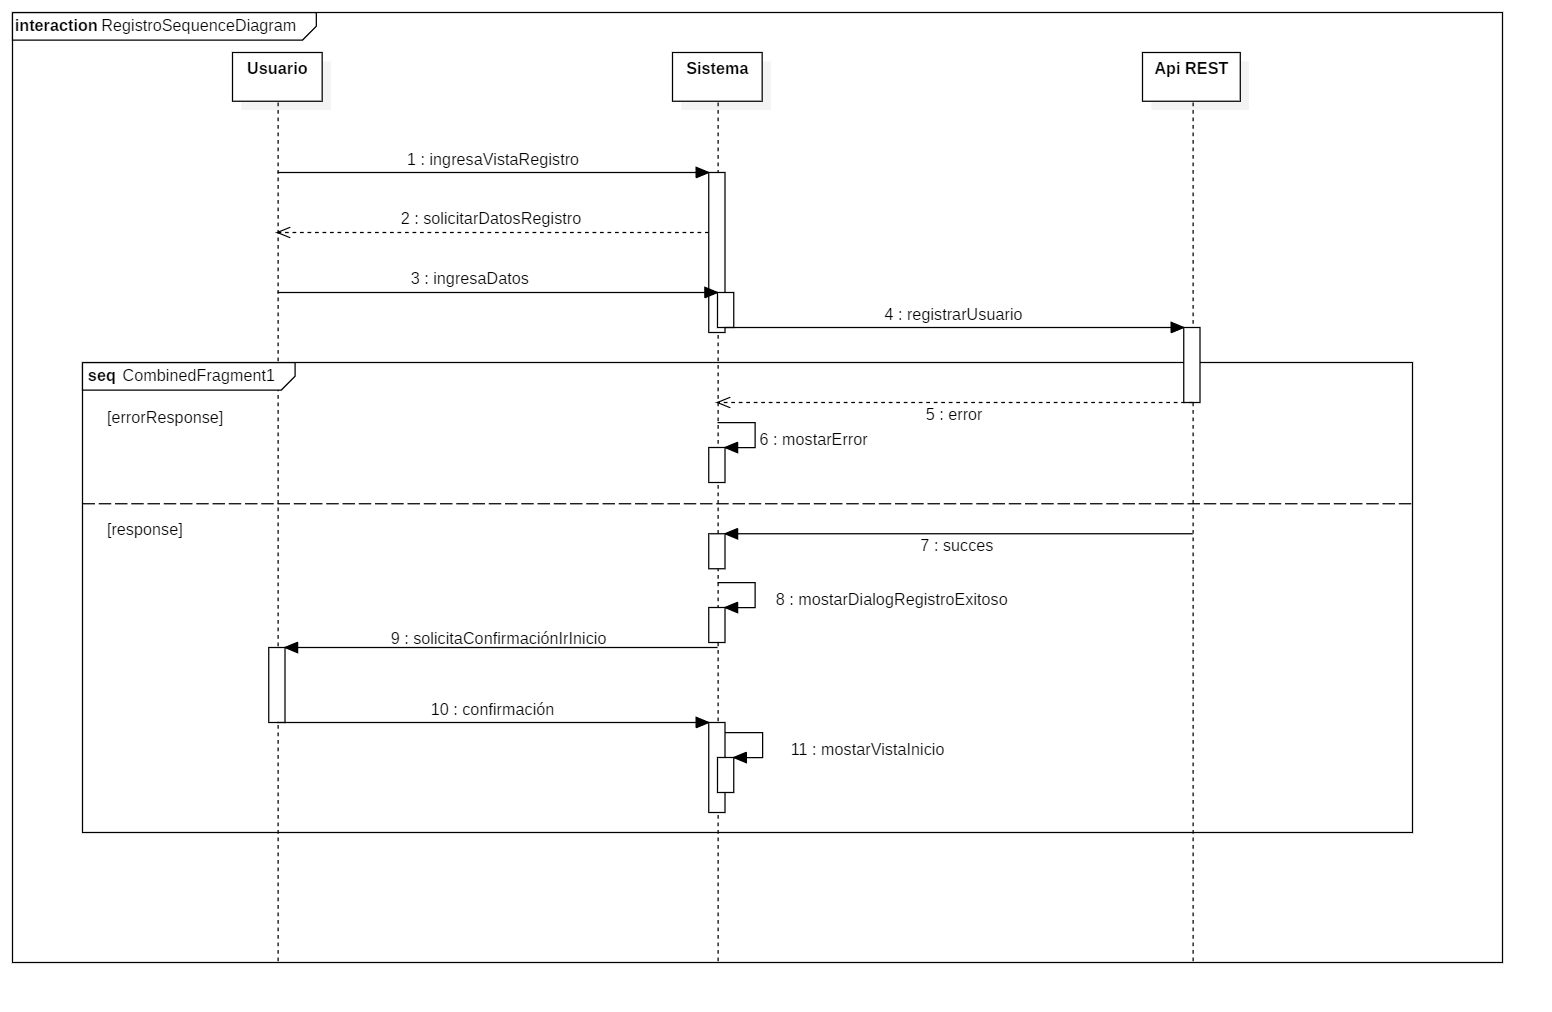 interaction RegistroSequenceDiagram
Usuario
Sistema
Api REST
1 : ingresaVistaRegistro
2 : solicitarDatosRegistro
3 : ingresaDatos
4 : registrarUsuario
seq CombinedFragment1
[errorResponse]
5 : error
6 : mostarError
[response]
7 : succes
8 : mostarDialogRegistroExitoso
9 : solicitaConfirmaciónIrInicio
10 : confirmación
11 : mostarVistaInicio